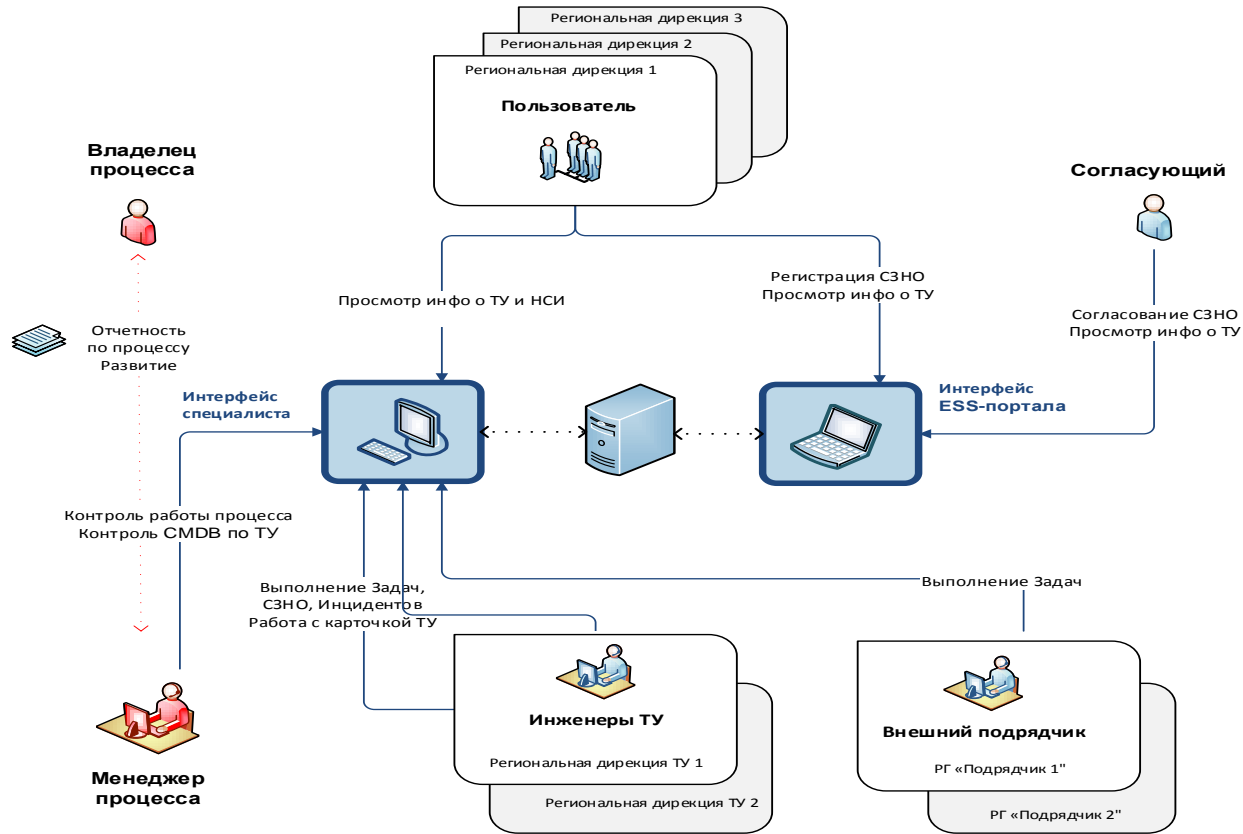 Региональная дирекция 3
Региональная дирекция 2
Региональная дирекция 1
Пользователь
Владелец
процесса
Согласующий
Регистрация СЗНО
Просмотр инфо о ТУ
Просмотр инфо о ТУ и НСИ
Согласование СЗНО
Просмотр инфо о ТУ
Отчетность
по процессу
Развитие
Интерфейс
специалиста
Интерфейс
ESS-портала
Контроль работы процесса
Контроль CMDB по ТУ
Выполнение Задач,
СЗНО, Инцидентов
Работа с карточкой ТУ
Выполнение Задач
Инженеры ТУ
Региональная дирекция ТУ 1
Региональная дирекция ТУ 2
Внешний подрядчик
РГ «Подрядчик 1"
РГ «Подрядчик 2"
Менеджер
процесса